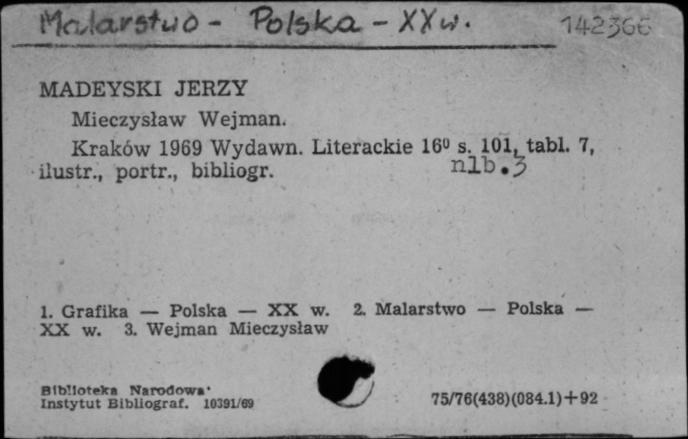 Malarstwo - Polska - XX w. 142366
MADEYSKI JERZY
Mieczysław Wejman.
Kraków 1969 Wydawn. Literackie 16⁰ s. 101, tabl. 7,
nlb. 3
ilustr., portr., bibliogr.
1. Grafika — Polska — XX w. 2. Malarstwo — Polska —
XX w. 3. Wejman Mieczysław
Biblioteka Narodowa
Instytut Bibliograf. 10391/69
75/76(438)(084.1)+92